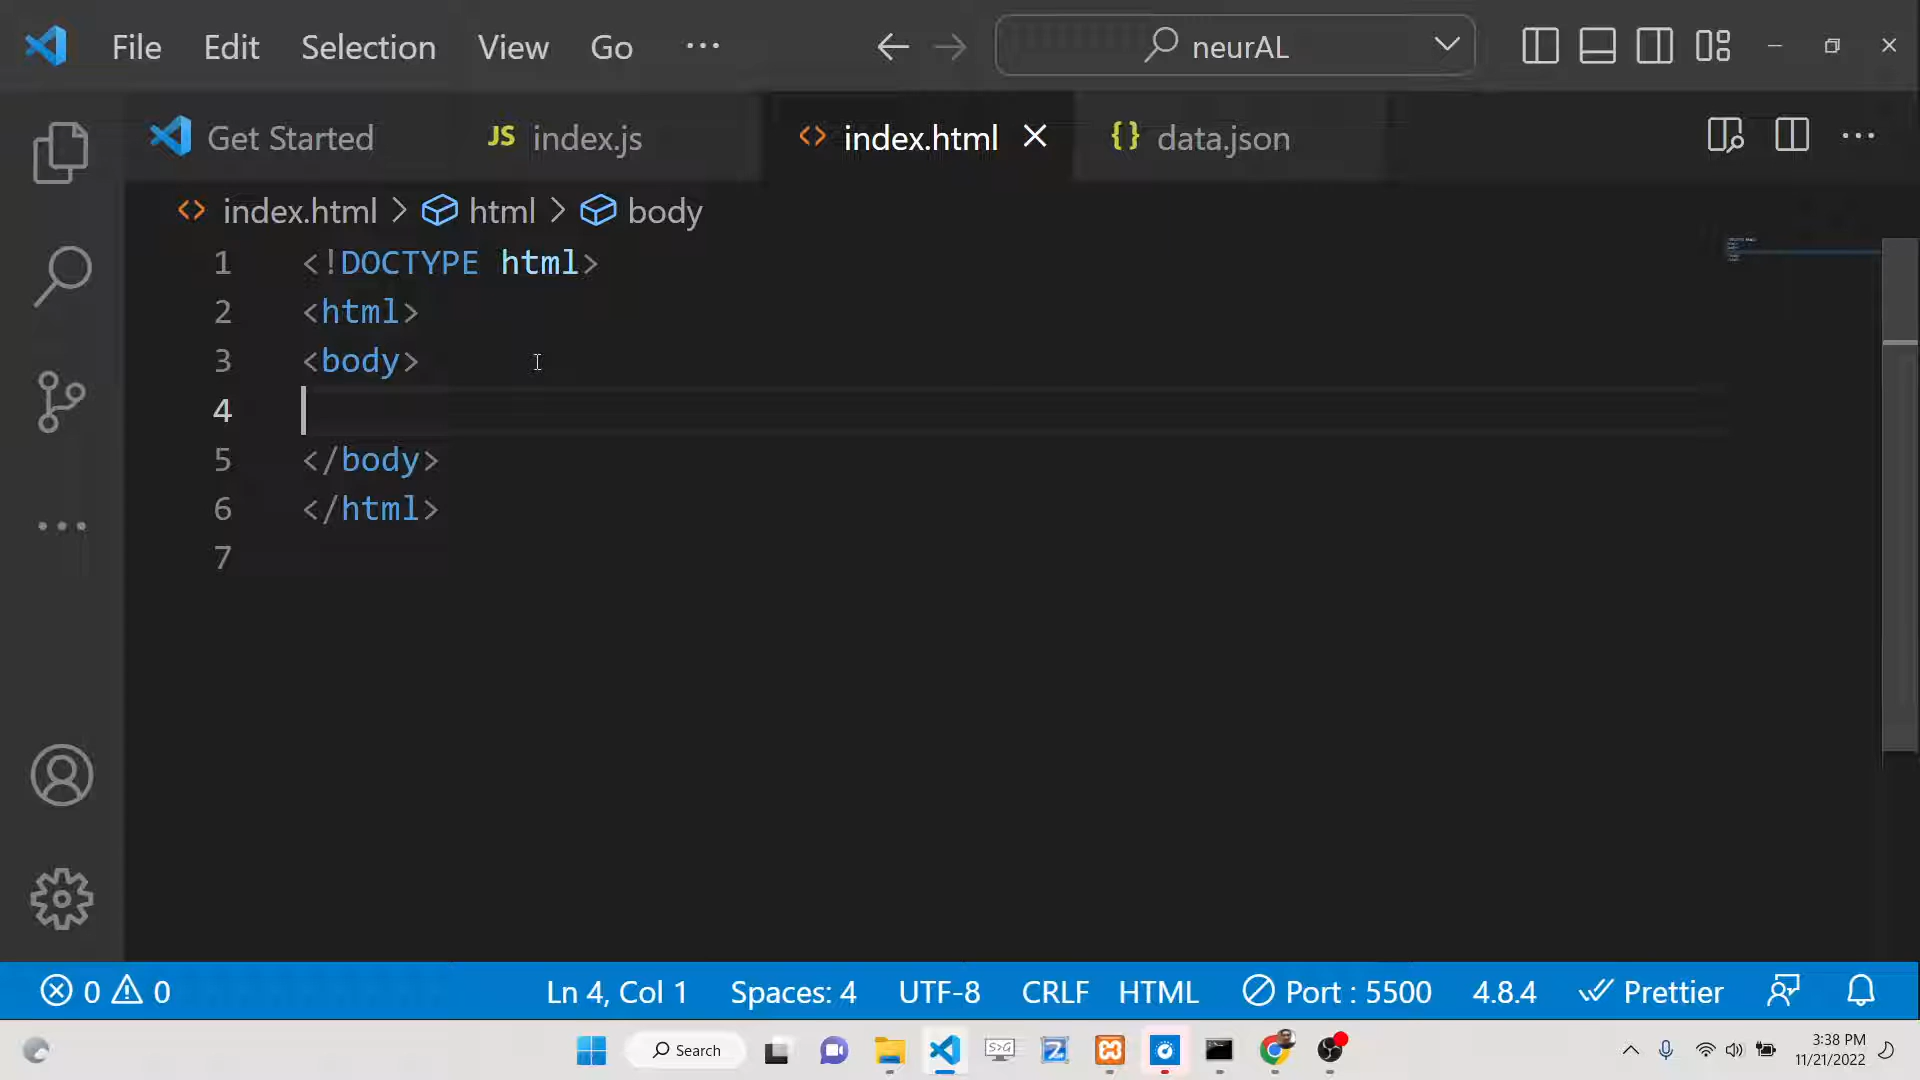 File Edit Selection View Go ··· neurAL
Get Started JS index.js <> index.html {} data.json
<> index.html > html > body
1 <!DOCTYPE html>
2 <html>
3 <body>
4
5 </body>
6 </html>
7
0 0 Ln 4, Col 1 Spaces: 4 UTF-8 CRLF HTML Port : 5500 4.8.4 Prettier
Search S>G Z 3:38 PM
11/21/2022